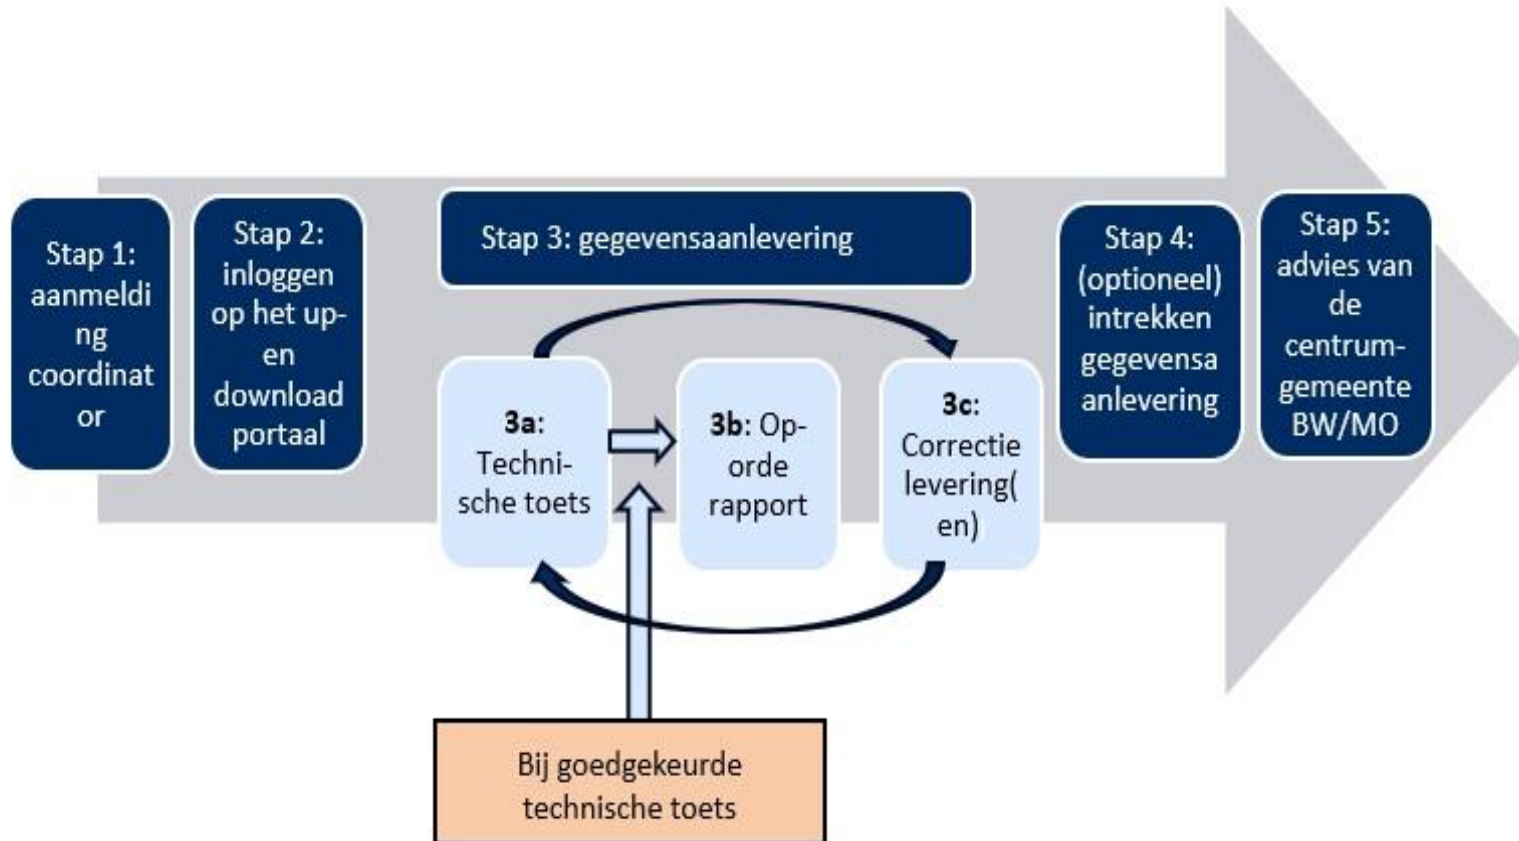 Stap 1:
aanmeldi
ng
coordinat
or
Stap 2:
inloggen
op het up-
en
download
portaal
Stap 3: gegevensaanlevering
3a:
Techni-
sche toets
3b: Op-
orde
rapport
3c:
Correctie
levering(
en)
Stap 4:
(optioneel)
intrekken
gegevensa
anlevering
Stap 5:
advies van
de
centrum-
gemeente
BW/MO
Bij goedgekeurde
technische toets